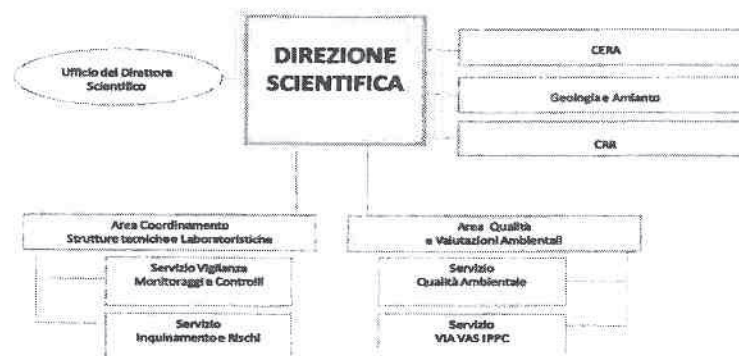 DIREZIONE
SCIENTIFICA
Ufficio del Direttore
Scientifico
CERA
Geologia e Amianto
CRR
Area Coordinamento
Strutture tecniche e Laboratoristiche
Servizio Vigilanza
Monitoraggi e Controlli
Servizio
Inquinamento e Rischi
Area Qualità
e Valutazioni Ambientali
Servizio
Qualità Ambientale
Servizio
VIA VAS IPPC